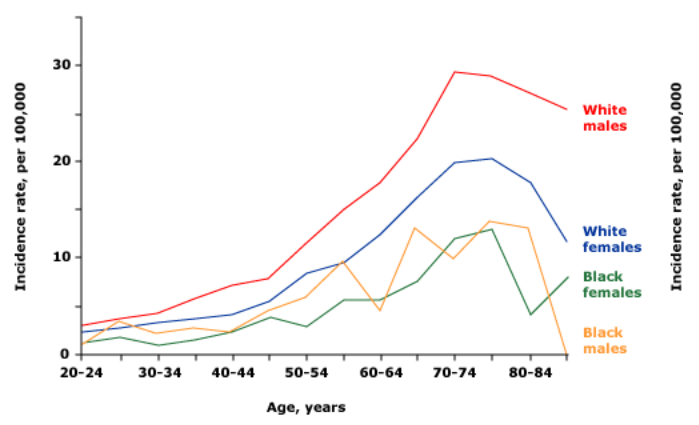 Incidence rate, per 100,000
30
20
10
0
20-24
30-34
40-44
50-54
60-64
70-74
80-84
Age, years
White
males
White
females
Black
females
Black
males
Incidence rate, per 100,000